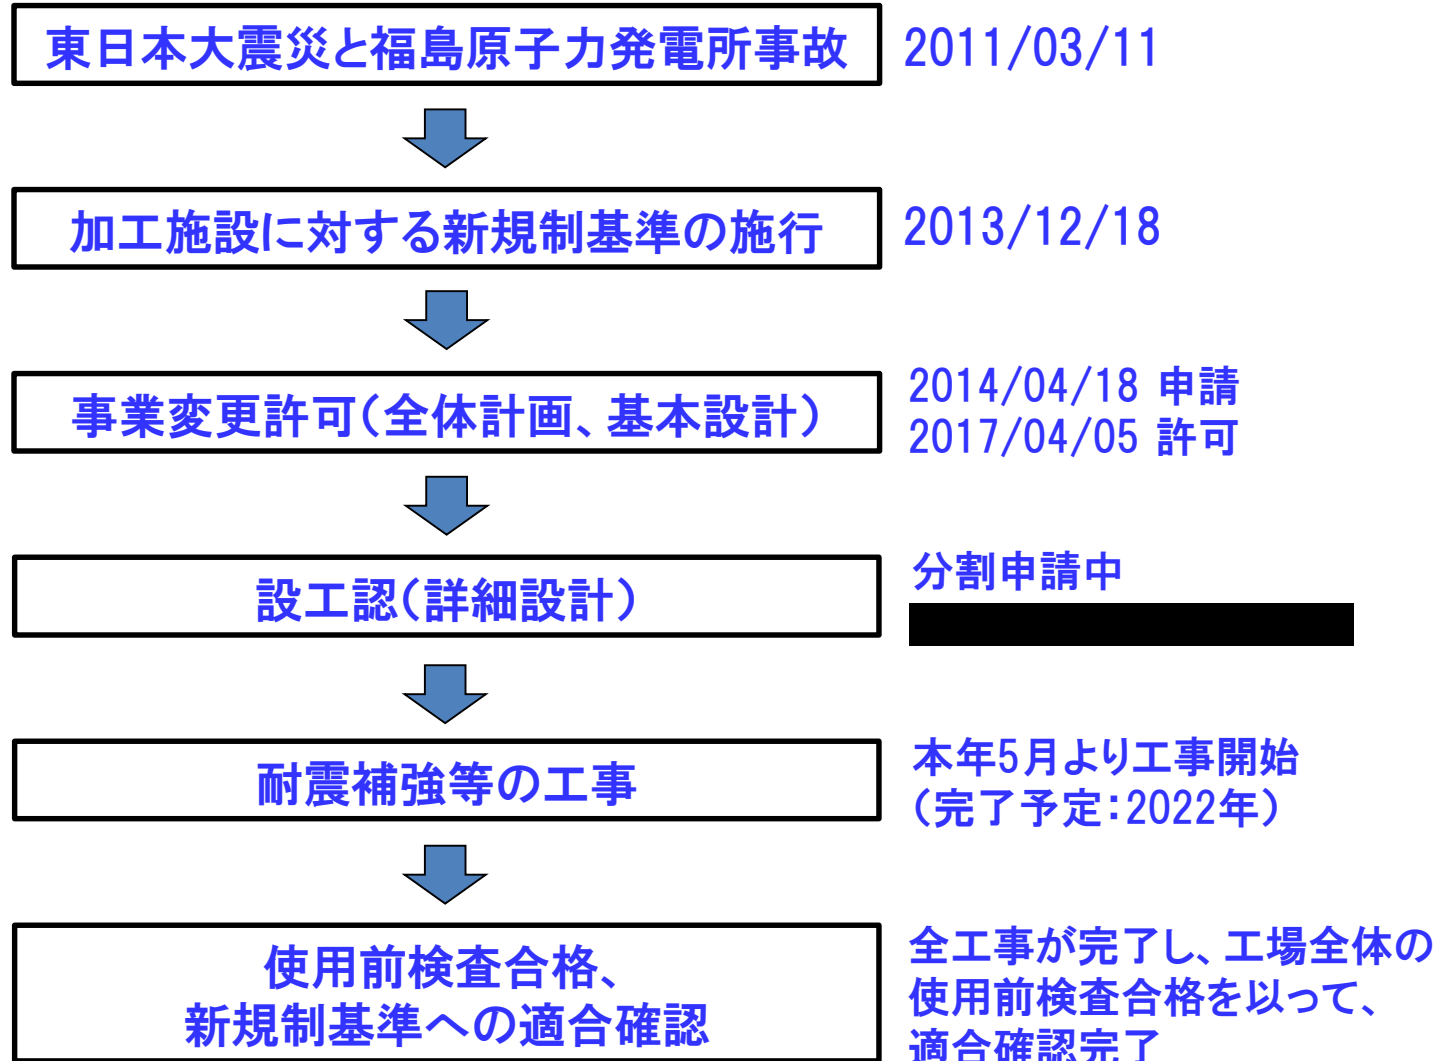 東日本大震災と福島原子力発電所事故 2011/03/11
加工施設に対する新規制基準の施行 2013/12/18
事業変更許可(全体計画、基本設計)
2014/04/18 申請
2017/04/05 許可
設工認(詳細設計)
分割申請中
耐震補強等の工事
本年5月より工事開始
(完了予定:2022年)
使用前検査合格、
新規制基準への適合確認
全工事が完了し、工場全体の
使用前検査合格を以って、
適合確認完了